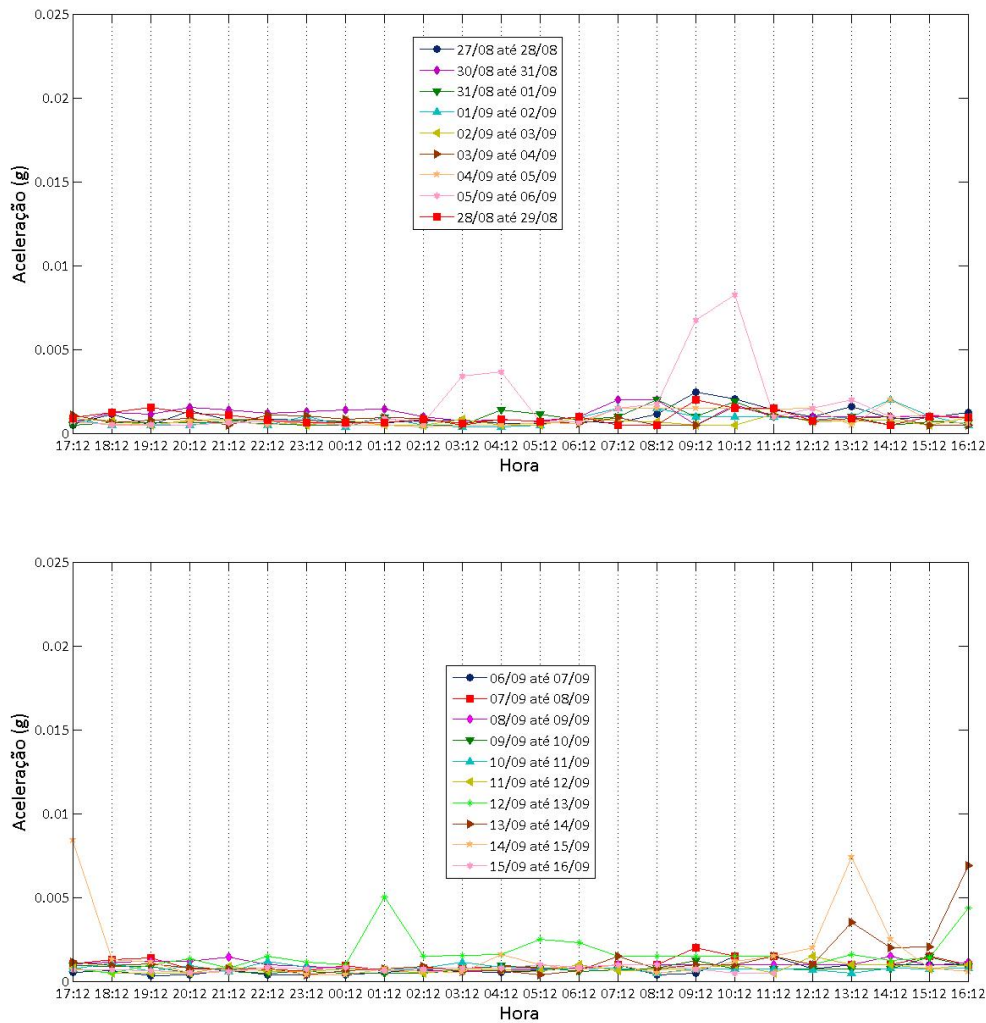 0.025
0.02
0.015
0.01
0.005
0
Aceleração (g)
27/08 até 28/08
30/08 até 31/08
31/08 até 01/09
01/09 até 02/09
02/09 até 03/09
03/09 até 04/09
04/09 até 05/09
05/09 até 06/09
28/08 até 29/08
17:12 18:12 19:12 20:12 21:12 22:12 23:12 00:12 01:12 02:12 03:12 04:12 05:12 06:12 07:12 08:12 09:12 10:12 11:12 12:12 13:12 14:12 15:12 16:12
Hora
0.025
0.02
0.015
0.01
0.005
0
Aceleração (g)
06/09 até 07/09
07/09 até 08/09
08/09 até 09/09
09/09 até 10/09
10/09 até 11/09
11/09 até 12/09
12/09 até 13/09
13/09 até 14/09
14/09 até 15/09
15/09 até 16/09
17:12 18:12 19:12 20:12 21:12 22:12 23:12 00:12 01:12 02:12 03:12 04:12 05:12 06:12 07:12 08:12 09:12 10:12 11:12 12:12 13:12 14:12 15:12 16:12
Hora